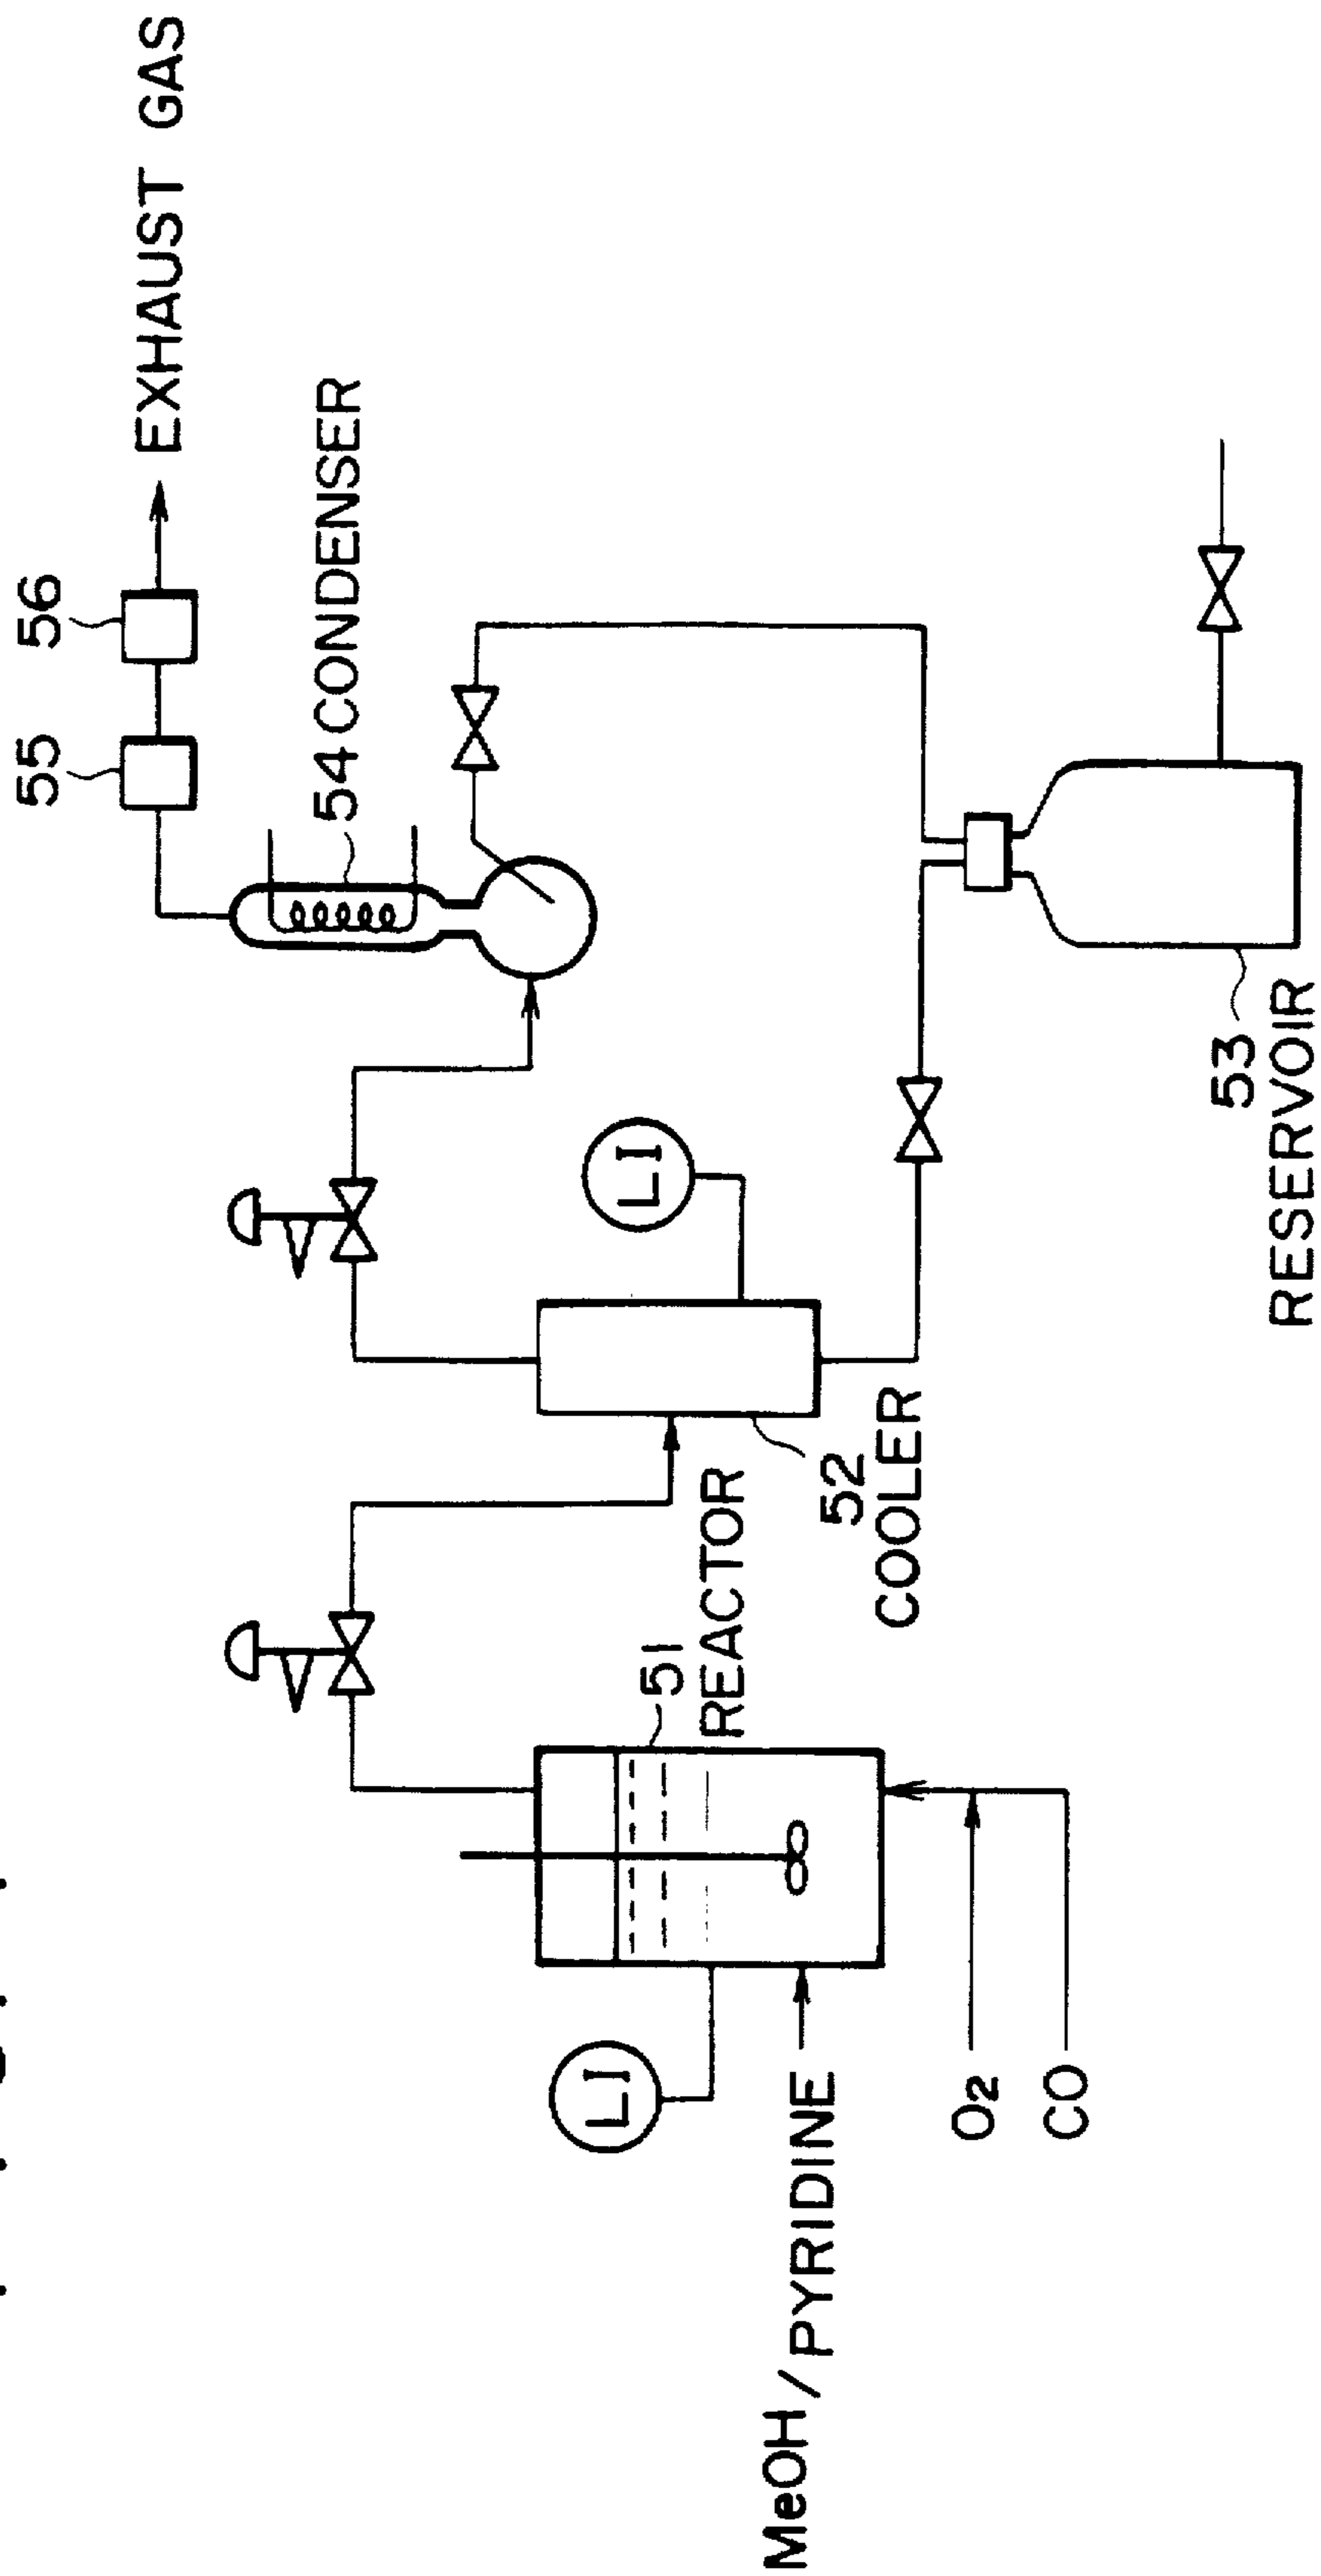 55
56
EXHAUST GAS
54 CONDENSER
LI
LI
51
REACTOR
52
COOLER
53
RESERVOIR
MeOH/PYRIDINE
O2
CO